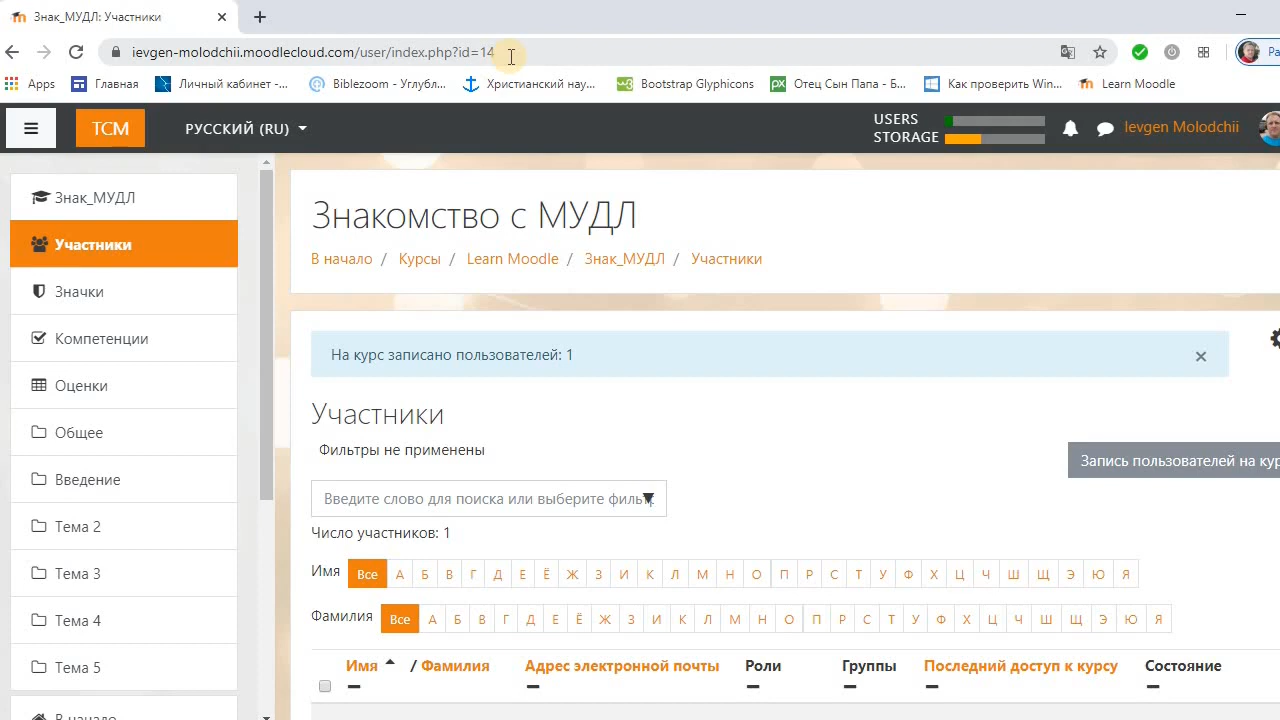 Знак_МУДЛ: Участники
ievgen-molodchii.moodlecloud.com/user/index.php?id=14
Ра
Apps Главная Личный кабинет -... Biblezoom – Углубл... Христианский нау... Bootstrap Glyphicons Отец Сын Папа - Б... Как проверить Win... Learn Moodle
ТСМ РУССКИЙ (RU) USERS
STORAGE
Ievgen Molodchii
Знак_МУДЛ
Участники
Значки
Компетенции
Оценки
Общее
Введение
Тема 2
Тема 3
Тема 4
Тема 5
В начало
Знакомство с МУДЛ
В начало / Курсы / Learn Moodle / Знак_МУДЛ / Участники
На курс записано пользователей: 1 ×
Участники
Фильтры не применены
Запись пользователей на кур
Введите слово для поиска или выберите фильт
Число участников: 1
Имя Все А Б В Г Д Е Ё Ж З И К Л М Н О П Р С Т У Ф Х Ц Ч Ш Щ Э Ю Я
Фамилия Все А Б В Г Д Е Ё Ж З И К Л М Н О П Р С Т У Ф Х Ц Ч Ш Щ Э Ю Я
Имя / Фамилия Адрес электронной почты Роли Группы Последний доступ к курсу Состояние